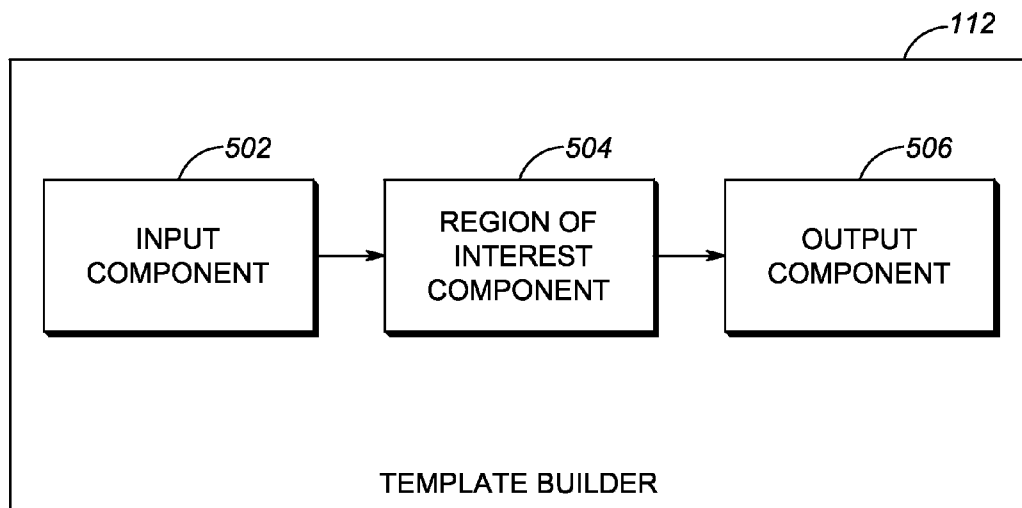 112
502
504
506
INPUT
COMPONENT
REGION OF
INTEREST
COMPONENT
OUTPUT
COMPONENT
TEMPLATE BUILDER